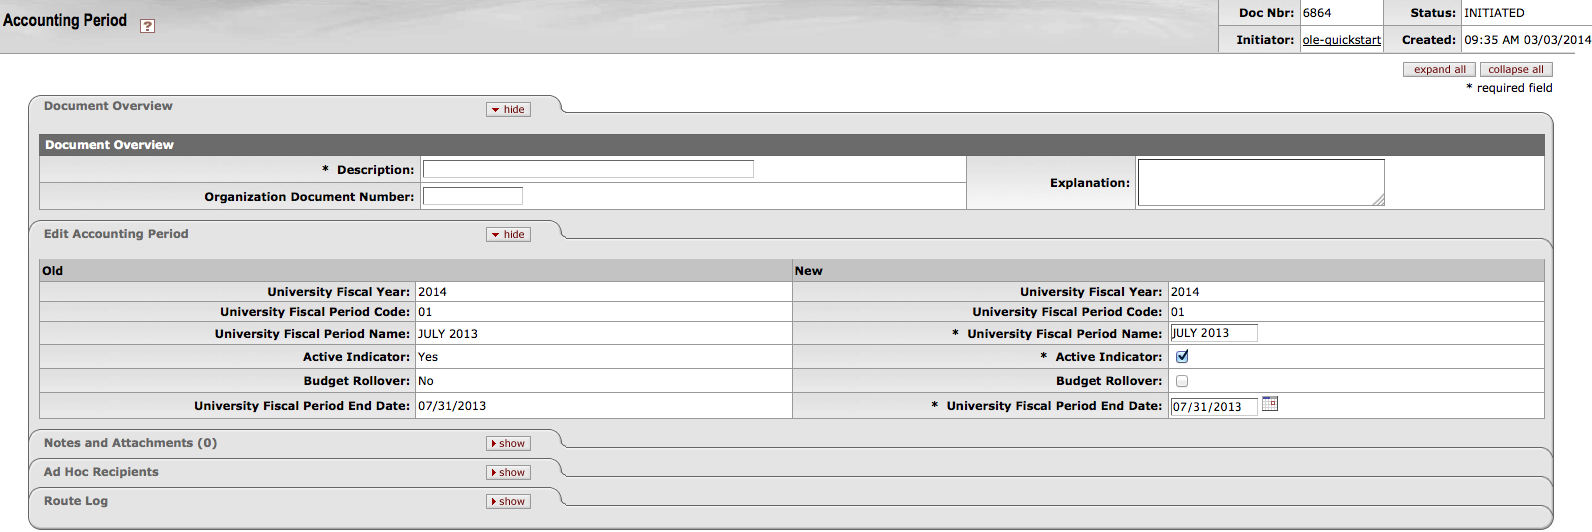 Accounting Period ?
Doc Nbr: 6864 Status: INITIATED
Initiator: ole-quickstart Created: 09:35 AM 03/03/2014
expand all collapse all
* required field
Document Overview hide
Document Overview
* Description:
Explanation:
Organization Document Number:
Edit Accounting Period hide
Old New
University Fiscal Year: 2014 University Fiscal Year: 2014
University Fiscal Period Code: 01 University Fiscal Period Code: 01
University Fiscal Period Name: JULY 2013 * University Fiscal Period Name: JULY 2013
Active Indicator: Yes * Active Indicator:
Budget Rollover: No Budget Rollover:
University Fiscal Period End Date: 07/31/2013 * University Fiscal Period End Date: 07/31/2013
Notes and Attachments (0) show
Ad Hoc Recipients show
Route Log show